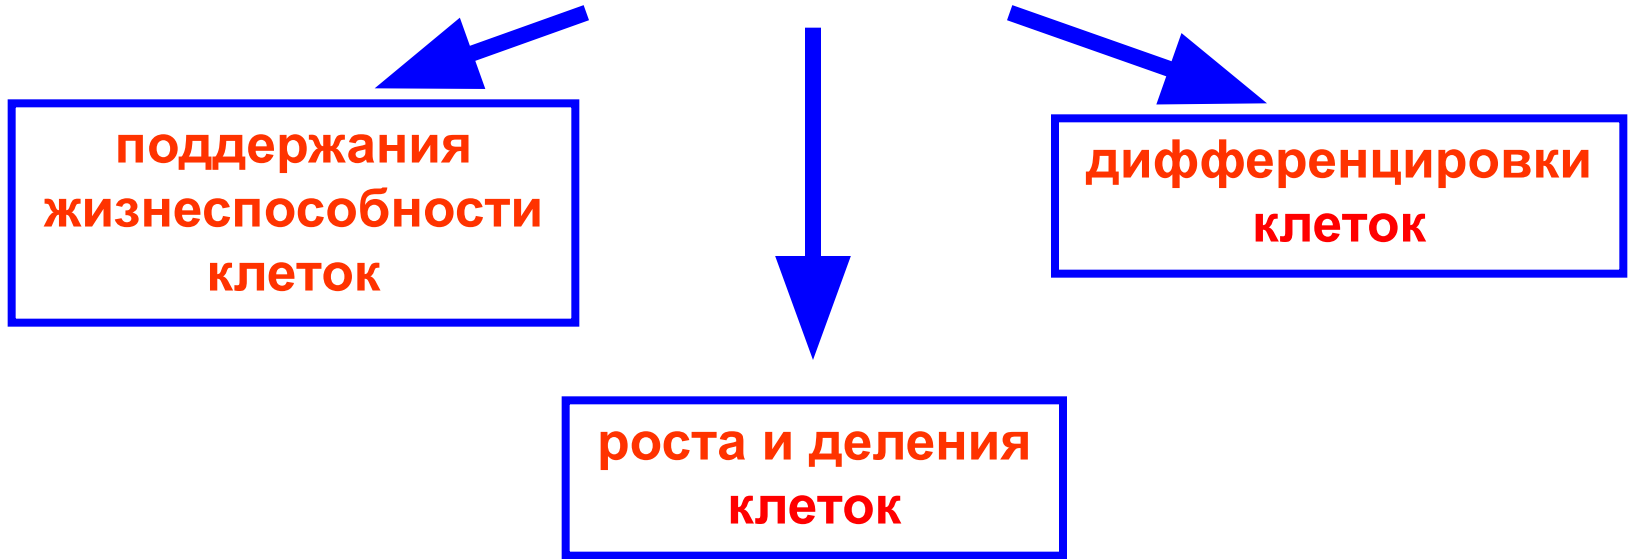 поддержания
жизнеспособности
клеток
дифференцировки
клеток
роста и деления
клеток